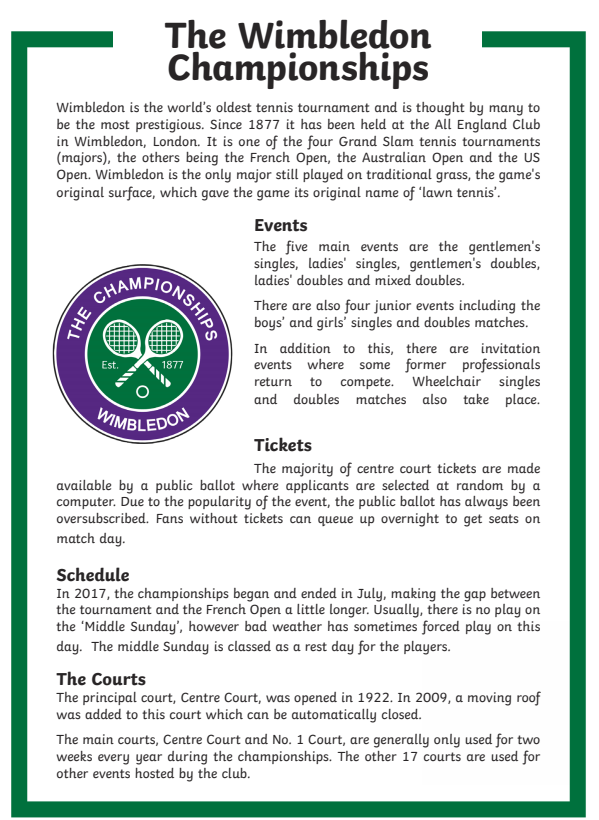 The Wimbledon
Championships
Wimbledon is the world's oldest tennis tournament and is thought by many to
be the most prestigious. Since 1877 it has been held at the All England Club
in Wimbledon, London. It is one of the four Grand Slam tennis tournaments
(majors), the others being the French Open, the Australian Open and the US
Open. Wimbledon is the only major still played on traditional grass, the game's
original surface, which gave the game its original name of ‘lawn tennis’.
Events
The five main events are the gentlemen's
singles, ladies' singles, gentlemen's doubles,
ladies' doubles and mixed doubles.
There are also four junior events including the
boys’ and girls’ singles and doubles matches.
In addition to this, there are invitation
events where some former professionals
return to compete. Wheelchair singles
and doubles matches also take place.
THE CHAMPIONSHIPS
Est. 1877
WIMBLEDON
Tickets
The majority of centre court tickets are made
available by a public ballot where applicants are selected at random by a
computer. Due to the popularity of the event, the public ballot has always been
oversubscribed. Fans without tickets can queue up overnight to get seats on
match day.
Schedule
In 2017, the championships began and ended in July, making the gap between
the tournament and the French Open a little longer. Usually, there is no play on
the ‘Middle Sunday’, however bad weather has sometimes forced play on this
day. The middle Sunday is classed as a rest day for the players.
The Courts
The principal court, Centre Court, was opened in 1922. In 2009, a moving roof
was added to this court which can be automatically closed.
The main courts, Centre Court and No. 1 Court, are generally only used for two
weeks every year during the championships. The other 17 courts are used for
other events hosted by the club.